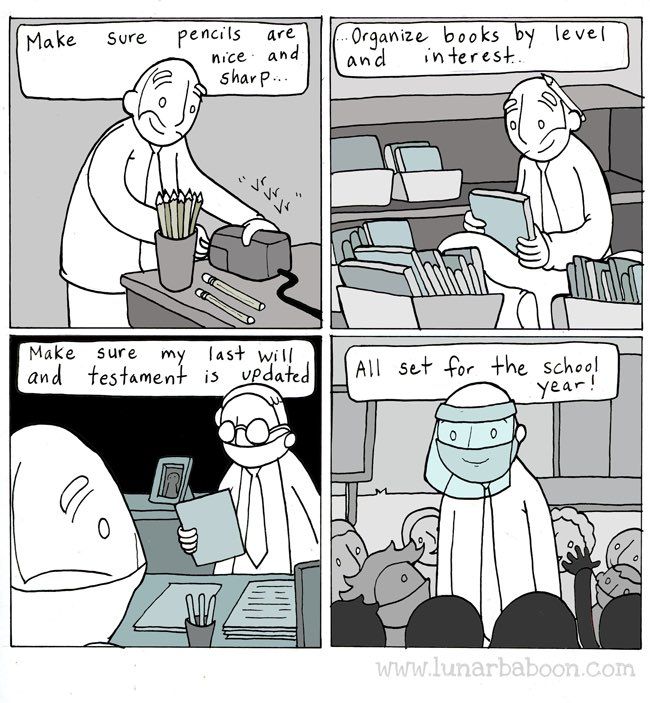 Make sure pencils are
nice and
sharp...
...Organize books by level
and interest..
Make sure my last will
and testament is updated
All set for the school
year!
www.lunarbaboon.com